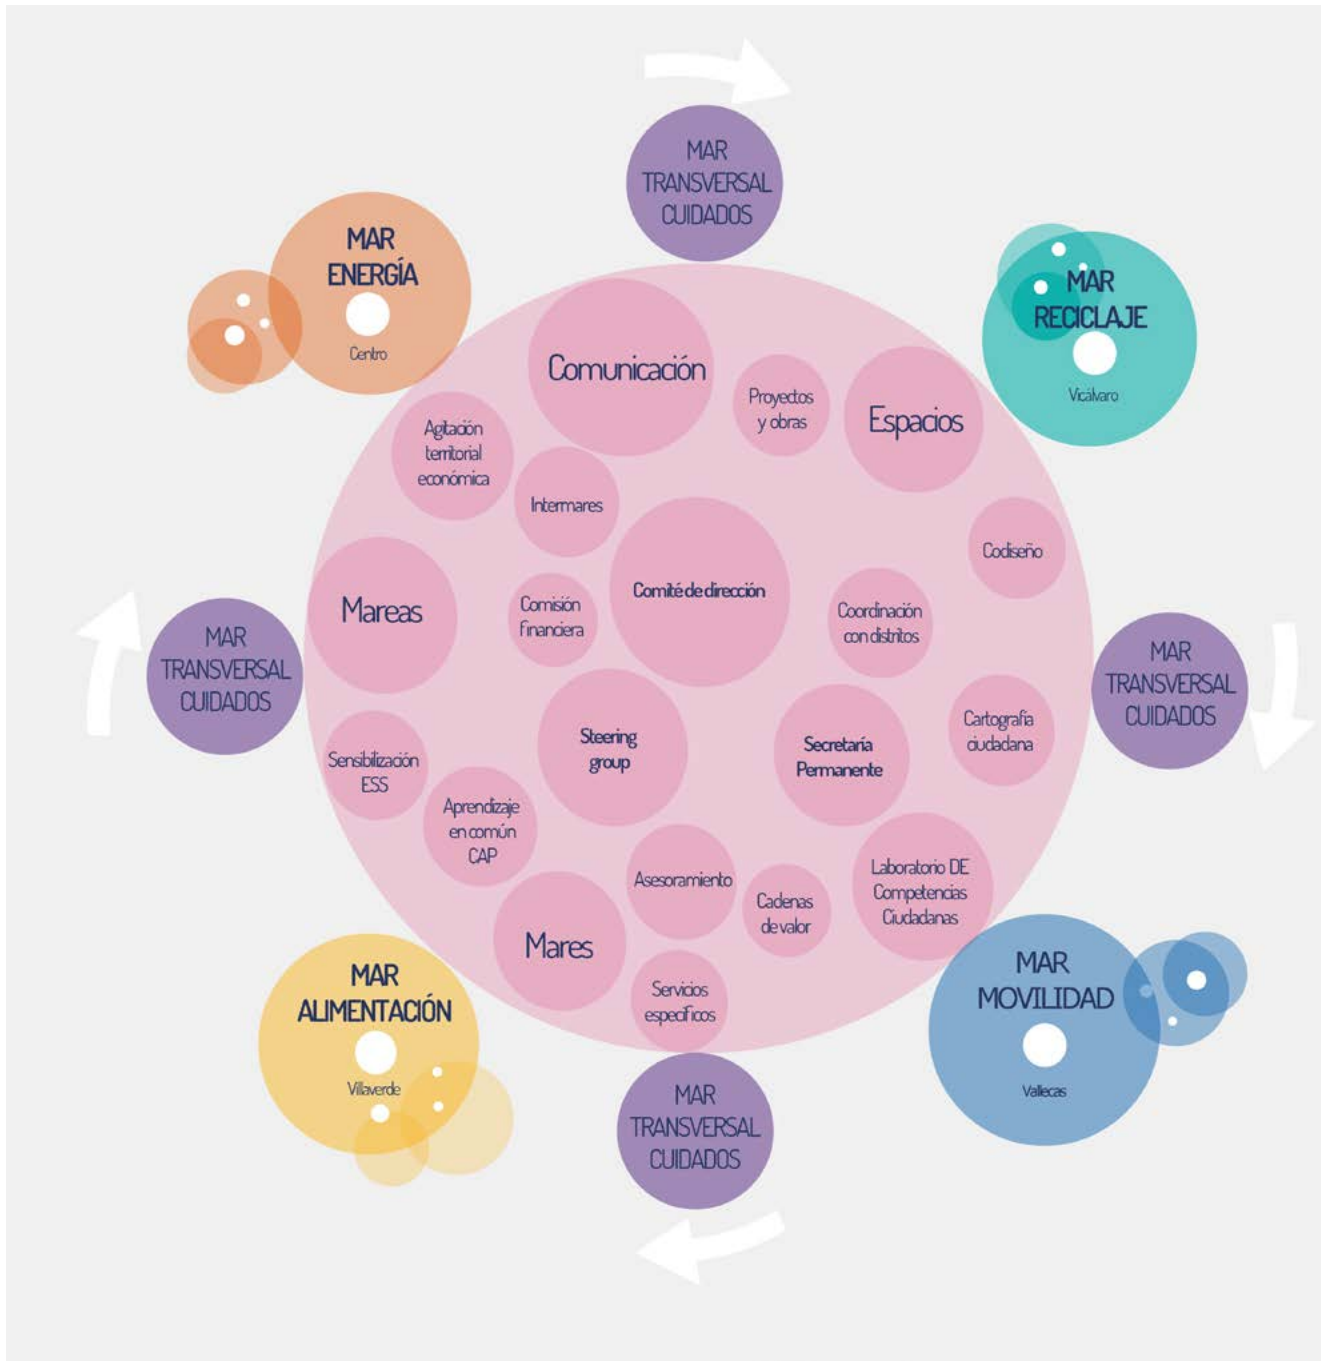 MAR
TRANSVERSAL
CUIDADOS
MAR
ENERGÍA
Centro
MAR
RECICLAJE
Vicálvaro
Comunicación
Proyectos
y obras
Espacios
Agitación
territorial
económica
Intermares
Codiseño
Mareas
Comisión
financiera
Comité de dirección
Coordinación
con distritos
MAR
TRANSVERSAL
CUIDADOS
MAR
TRANSVERSAL
CUIDADOS
Sensibilización
ESS
Steering
group
Secretaría
Permanente
Cartografía
ciudadana
Aprendizaje
en común
CAP
Asesoramiento
Cadenas
de valor
Laboratorio DE
Competencias
Ciudadanas
Mares
Servicios
específicos
MAR
ALIMENTACIÓN
Villaverde
MAR
MOVILIDAD
Vallecas
MAR
TRANSVERSAL
CUIDADOS